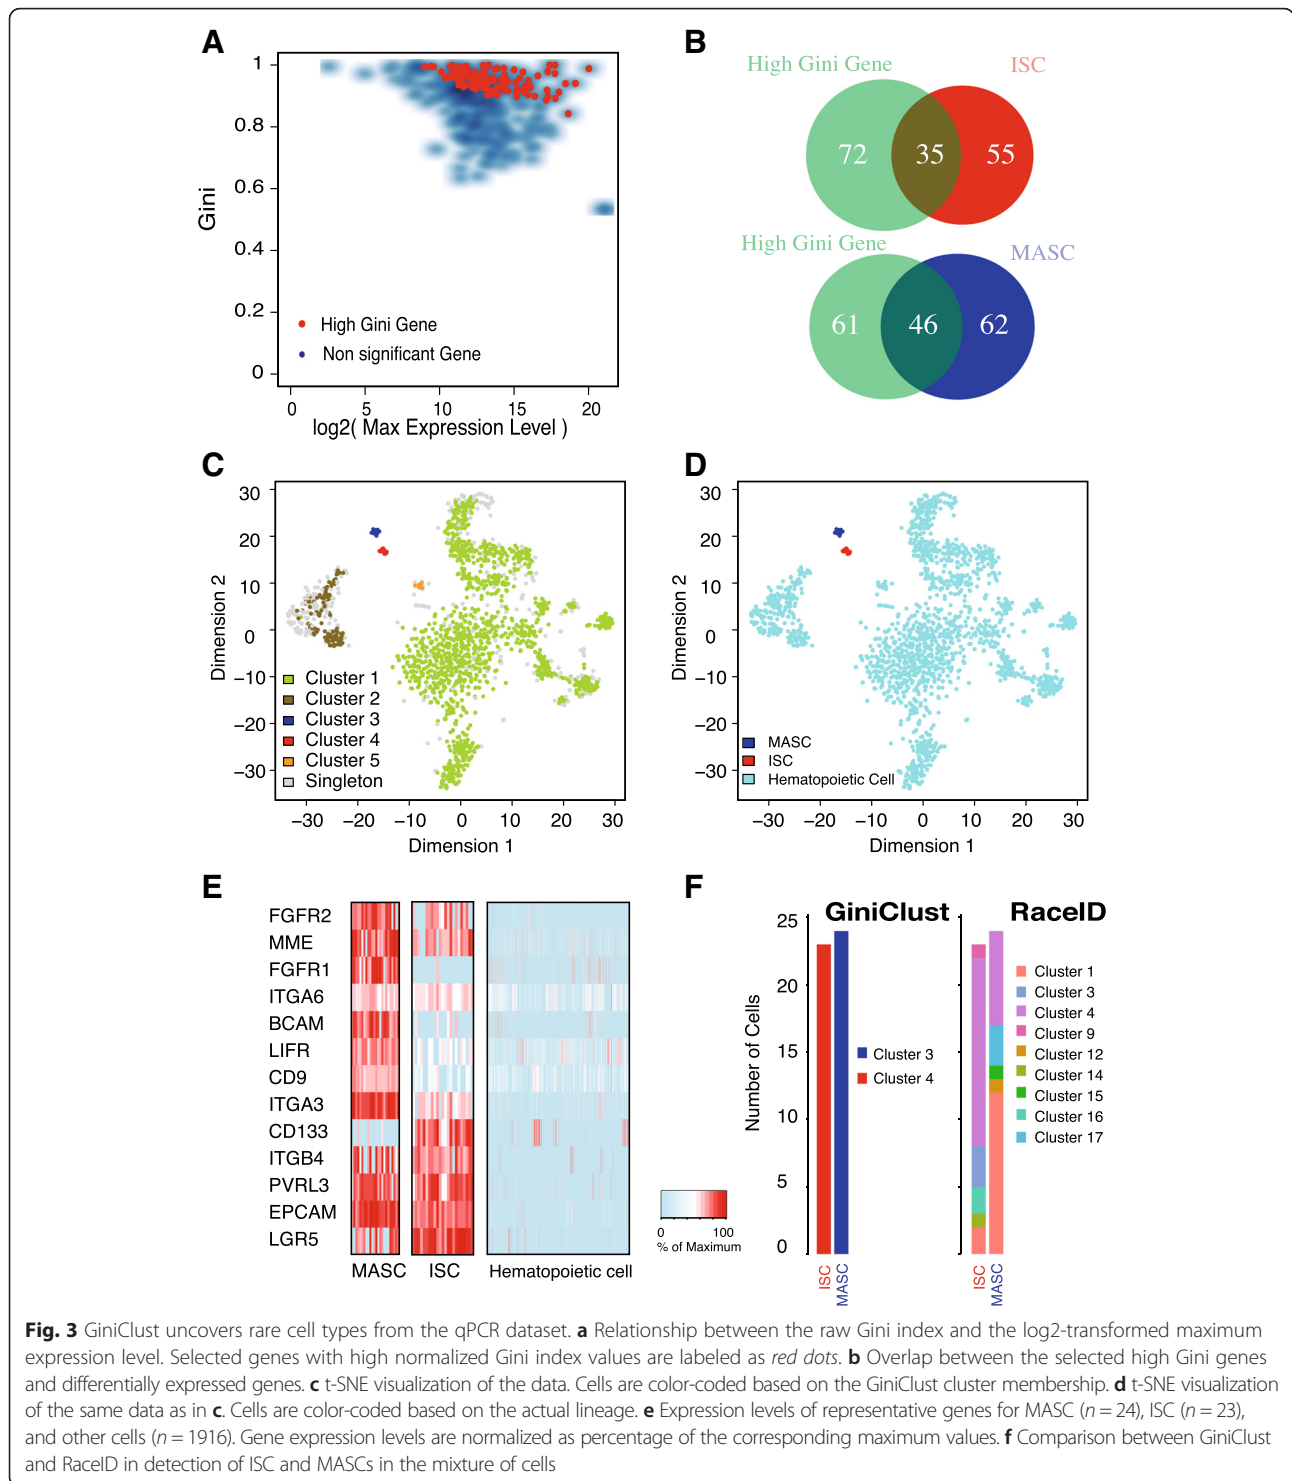 A
1
0.8
0.6
0.4
0.2
0
Gini
High Gini Gene
Non significant Gene
0 5 10 15 20
log2( Max Expression Level )
B
High Gini Gene ISC
72 35 55
High Gini Gene MASC
61 46 62
C
30
20
10
0
−10
−20
−30
Dimension 2
Cluster 1
Cluster 2
Cluster 3
Cluster 4
Cluster 5
Singleton
−30 −20 −10 0 10 20 30
Dimension 1
D
30
20
10
0
−10
−20
−30
Dimension 2
MASC
ISC
Hematopoietic Cell
−30 −20 −10 0 10 20 30
Dimension 1
E
FGFR2
MME
FGFR1
ITGA6
BCAM
LIFR
CD9
ITGA3
CD133
ITGB4
PVRL3
EPCAM
LGR5
MASC ISC Hematopoietic cell
0 100
% of Maximum
F
GiniClust RaceID
25
20
15
10
5
0
Number of Cells
Cluster 3
Cluster 4
ISC
MASC
Cluster 1
Cluster 3
Cluster 4
Cluster 9
Cluster 12
Cluster 14
Cluster 15
Cluster 16
Cluster 17
ISC
MASC
Fig. 3 GiniClust uncovers rare cell types from the qPCR dataset. a Relationship between the raw Gini index and the log2-transformed maximum
expression level. Selected genes with high normalized Gini index values are labeled as red dots. b Overlap between the selected high Gini genes
and differentially expressed genes. c t-SNE visualization of the data. Cells are color-coded based on the GiniClust cluster membership. d t-SNE visualization
of the same data as in c. Cells are color-coded based on the actual lineage. e Expression levels of representative genes for MASC (n = 24), ISC (n = 23),
and other cells (n = 1916). Gene expression levels are normalized as percentage of the corresponding maximum values. f Comparison between GiniClust
and RaceID in detection of ISC and MASCs in the mixture of cells